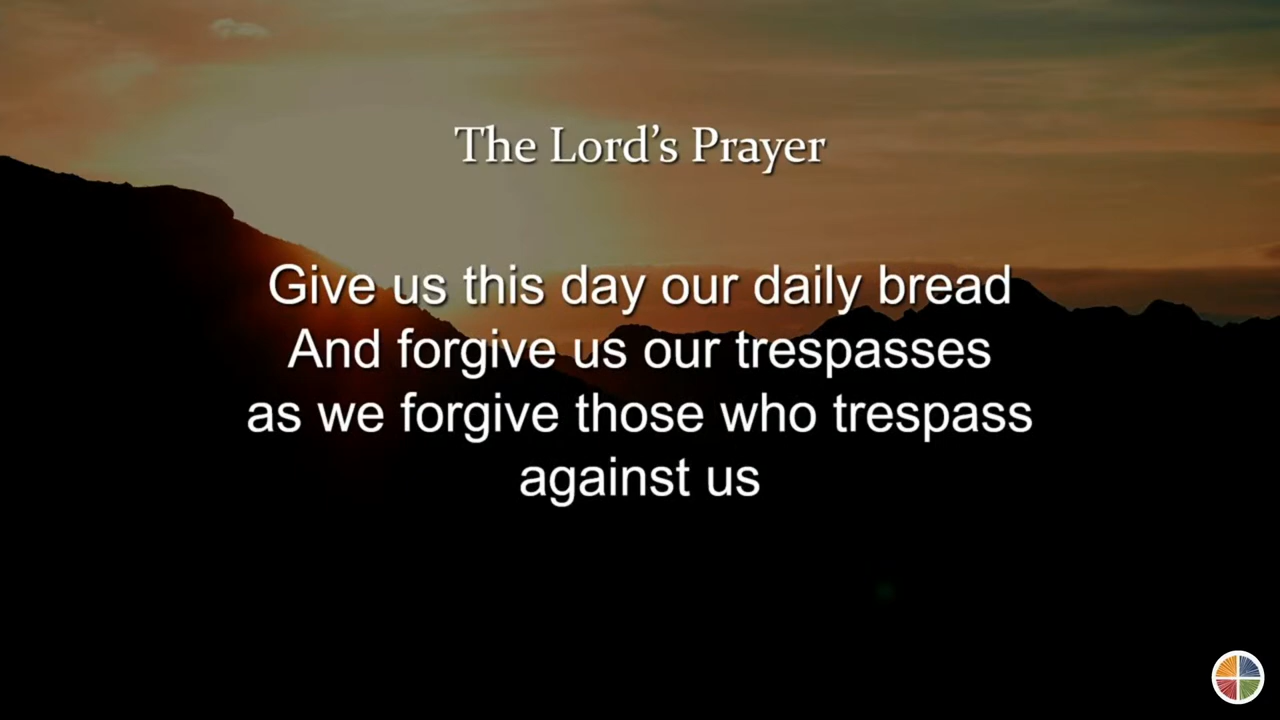 The Lord’s Prayer
Give us this day our daily bread
And forgive us our trespasses
as we forgive those who trespass
against us